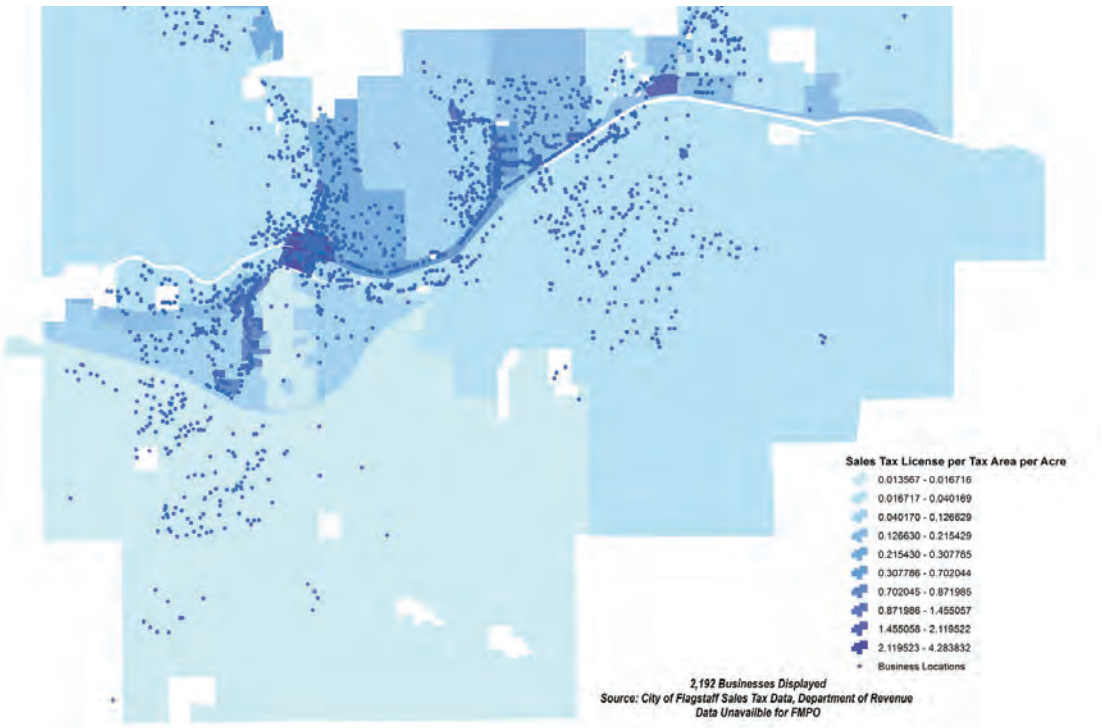 Sales Tax License per Tax Area per Acre
0.013567 - 0.016716
0.016717 - 0.040169
0.040170 - 0.126629
0.126630 - 0.215429
0.215430 - 0.307785
0.307786 - 0.702044
0.702045 - 0.871985
0.871986 - 1.455057
1.455058 - 2.119522
2.119523 - 4.283832
Business Locations
2,192 Businesses Displayed
Source: City of Flagstaff Sales Tax Data, Department of Revenue
Data Unavailible for FMPO